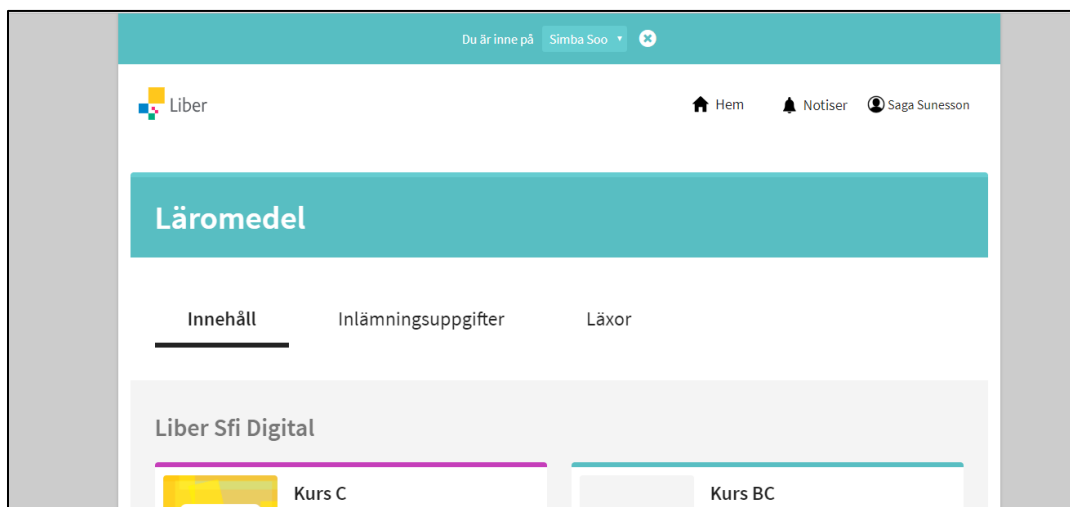 Du är inne på Simba Soo
Liber
Hem Notiser Saga Sunesson
Läromedel
Innehåll Inlämningsuppgifter Läxor
Liber Sfi Digital
Kurs C Kurs BC